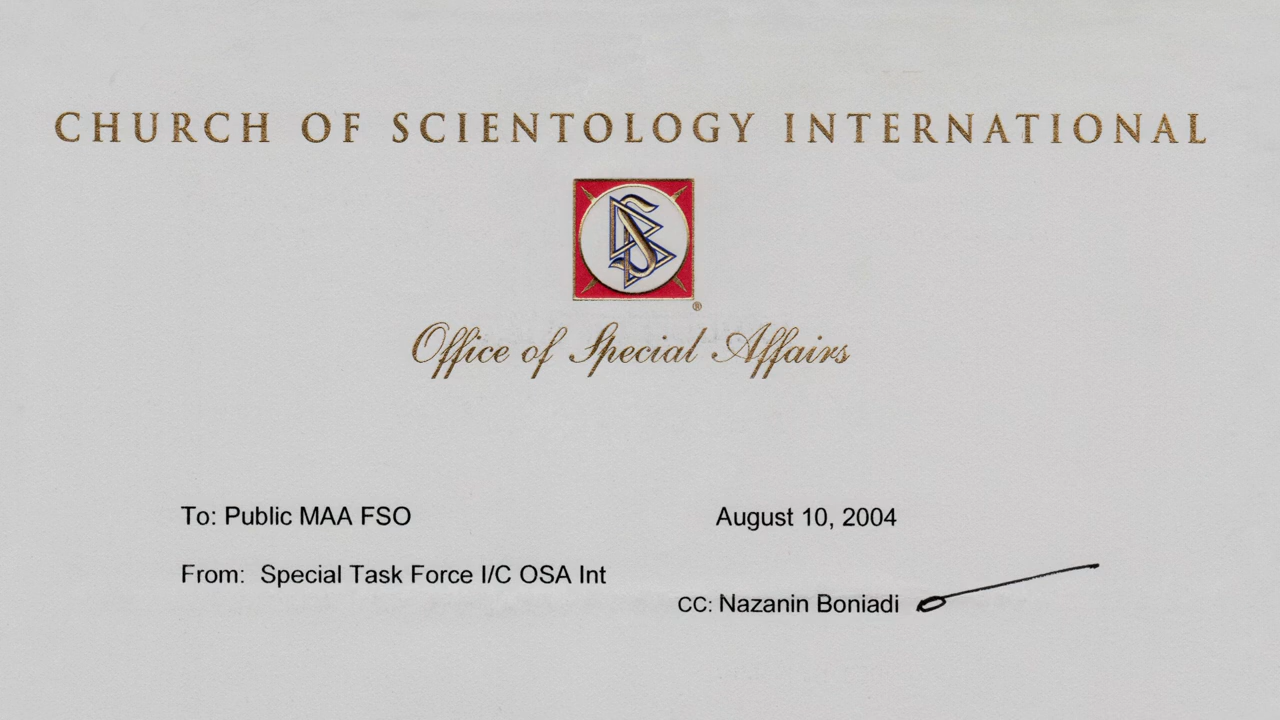 CHURCH OF SCIENTOLOGY INTERNATIONAL
®
Office of Special Affairs
To: Public MAA FSO
August 10, 2004
From: Special Task Force I/C OSA Int
CC: Nazanin Boniadi